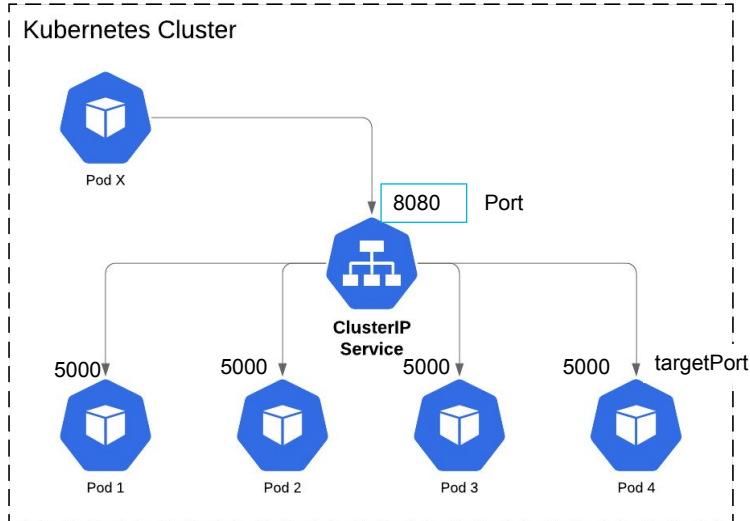 Kubernetes Cluster
Pod X
8080 Port
ClusterIP
Service
5000 5000 5000 5000 targetPort
Pod 1 Pod 2 Pod 3 Pod 4